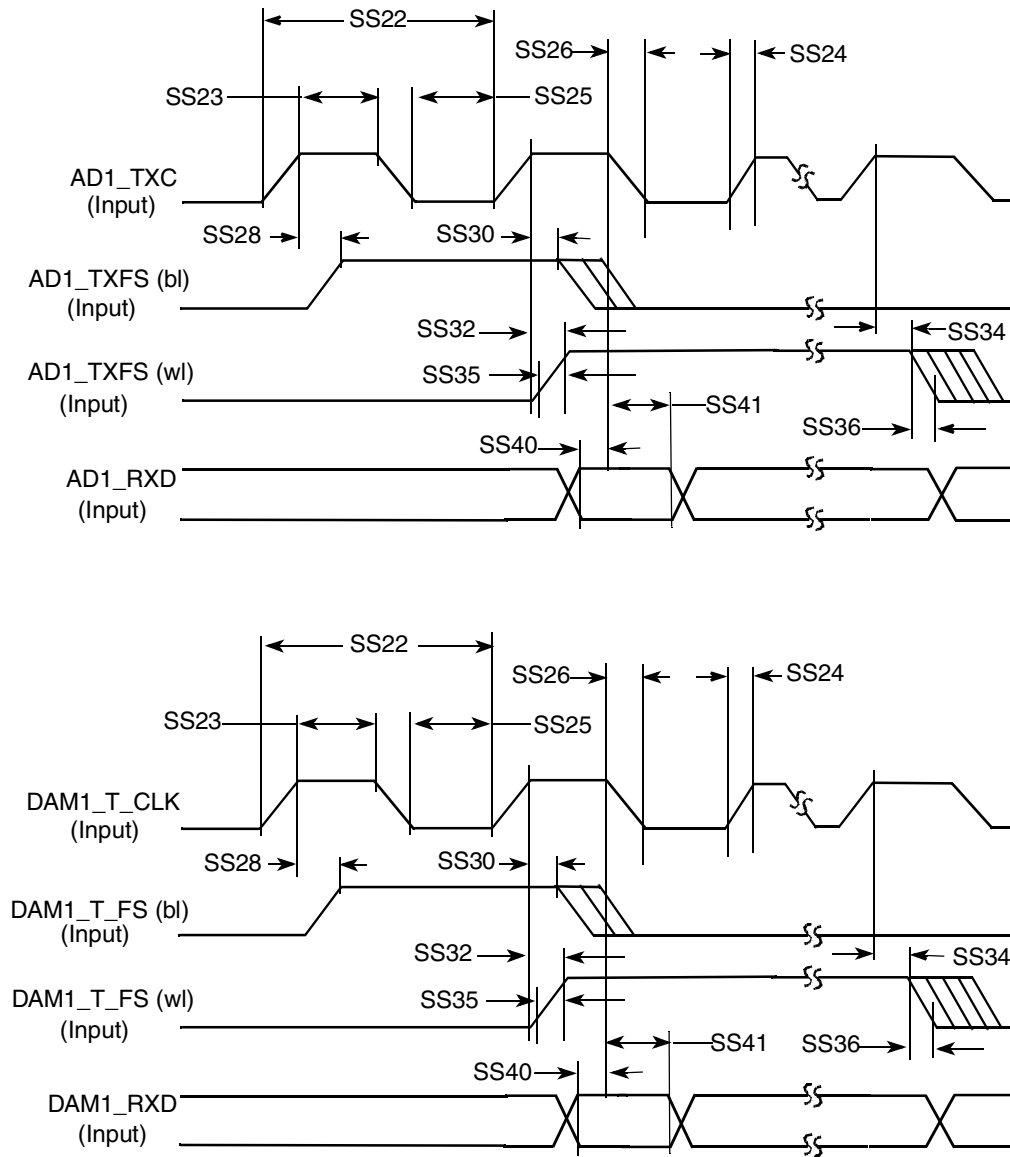 SS22
SS26
SS24
SS23
SS25
AD1_TXC
(Input)
SS28
SS30
AD1_TXFS (bl)
(Input)
SS32
SS34
AD1_TXFS (wl)
(Input)
SS35
SS41
SS36
SS40
AD1_RXD
(Input)
SS22
SS26
SS24
SS23
SS25
DAM1_T_CLK
(Input)
SS28
SS30
DAM1_T_FS (bl)
(Input)
SS32
SS34
DAM1_T_FS (wl)
(Input)
SS35
SS41
SS36
SS40
DAM1_RXD
(Input)